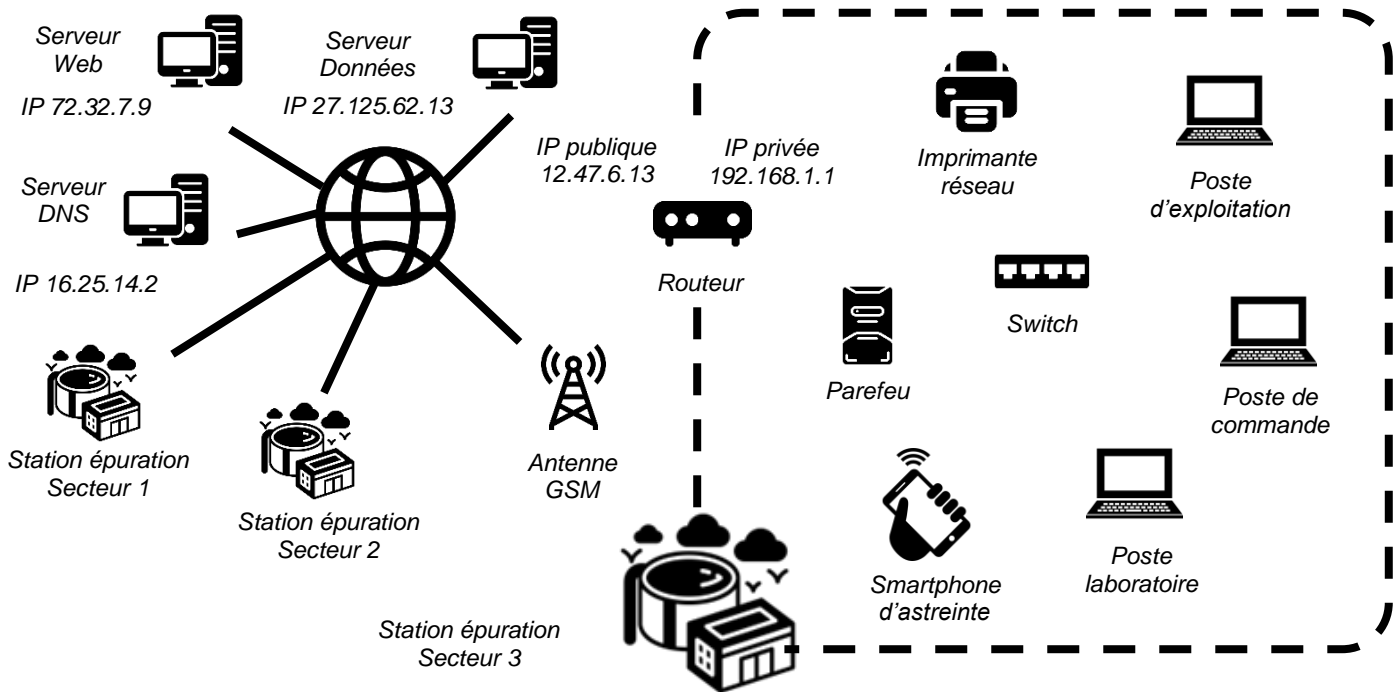 Serveur
Web
IP 72.32.7.9
Serveur
Données
IP 27.125.62.13
Serveur
DNS
IP 16.25.14.2
Station épuration
Secteur 1
Station épuration
Secteur 2
Antenne
GSM
Station épuration
Secteur 3
IP publique
12.47.6.13
IP privée
192.168.1.1
Routeur
Imprimante
réseau
Poste
d’exploitation
Switch
Parefeu
Poste de
commande
Smartphone
d’astreinte
Poste
laboratoire